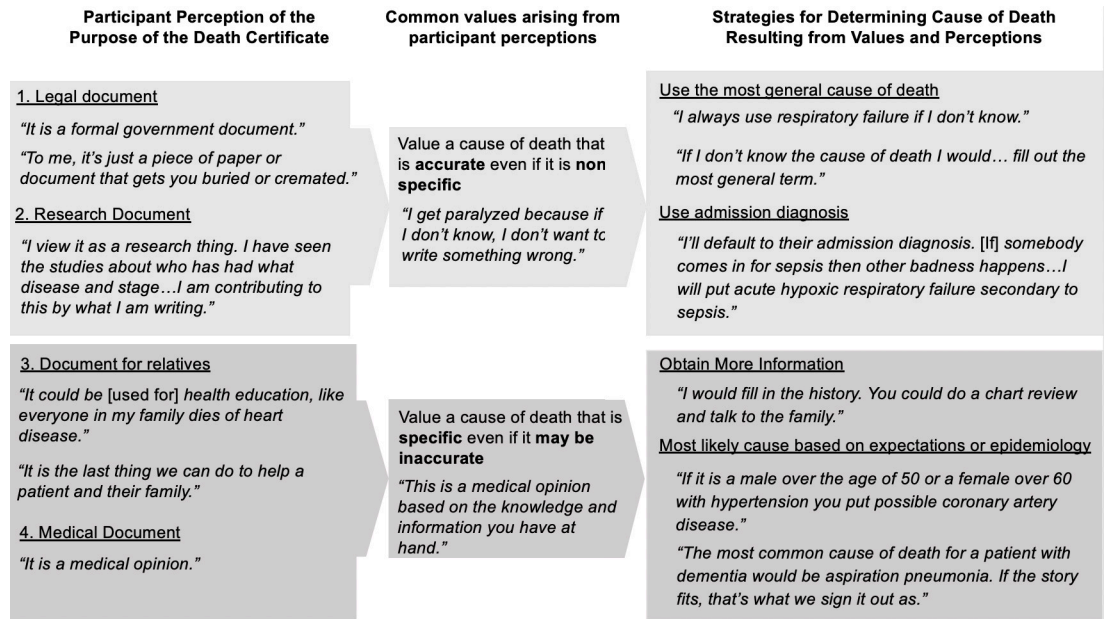 Participant Perception of the
Purpose of the Death Certificate
Common values arising from
participant perceptions
Strategies for Determining Cause of Death
Resulting from Values and Perceptions
1. Legal document
“It is a formal government document.”
“To me, it’s just a piece of paper or
document that gets you buried or cremated.”
2. Research Document
“I view it as a research thing. I have seen
the studies about who has had what
disease and stage…I am contributing to
this by what I am writing.”
Value a cause of death that
is accurate even if it is non
specific
“I get paralyzed because if
I don’t know, I don’t want to
write something wrong.”
Use the most general cause of death
“I always use respiratory failure if I don’t know.”
“If I don’t know the cause of death I would… fill out the
most general term.”
Use admission diagnosis
“I’ll default to their admission diagnosis. [If] somebody
comes in for sepsis then other badness happens…I
will put acute hypoxic respiratory failure secondary to
sepsis.”
3. Document for relatives
“It could be [used for] health education, like
everyone in my family dies of heart
disease.”
“It is the last thing we can do to help a
patient and their family.”
4. Medical Document
“It is a medical opinion.”
Value a cause of death that is
specific even if it may be
inaccurate
“This is a medical opinion
based on the knowledge and
information you have at
hand.”
Obtain More Information
“I would fill in the history. You could do a chart review
and talk to the family.”
Most likely cause based on expectations or epidemiology
“If it is a male over the age of 50 or a female over 60
with hypertension you put possible coronary artery
disease.”
“The most common cause of death for a patient with
dementia would be aspiration pneumonia. If the story
fits, that’s what we sign it out as.”